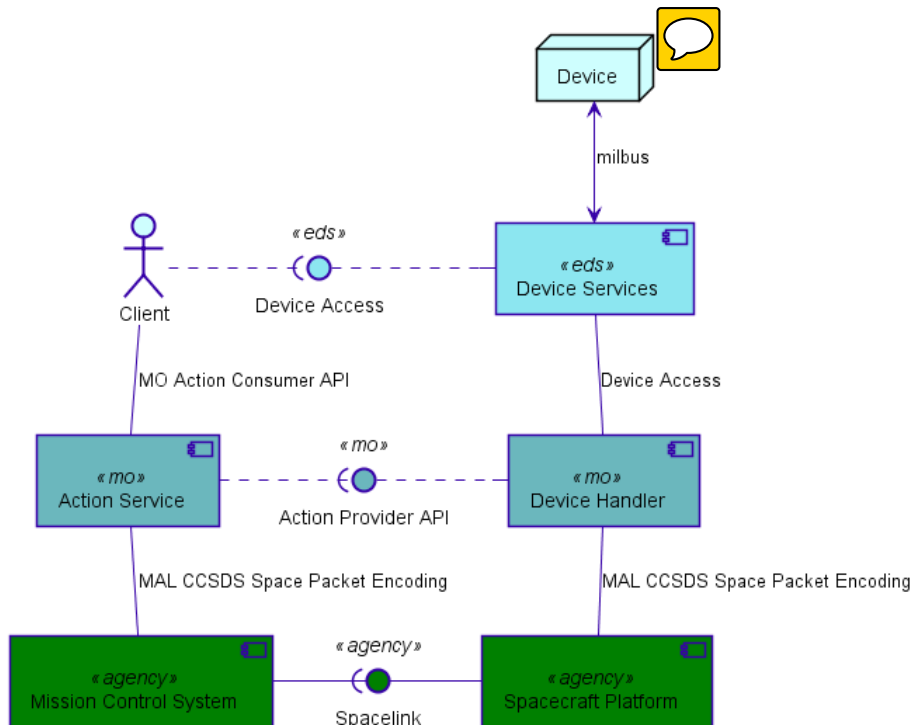 Device
milbus
«eds»
«eds»
Device Services
Device Access
Client
MO Action Consumer API
Device Access
«mo»
«mo»
Action Service
«mo»
Device Handler
Action Provider API
MAL CCSDS Space Packet Encoding
MAL CCSDS Space Packet Encoding
«agency»
«agency»
Mission Control System
«agency»
Spacecraft Platform
Spacelink